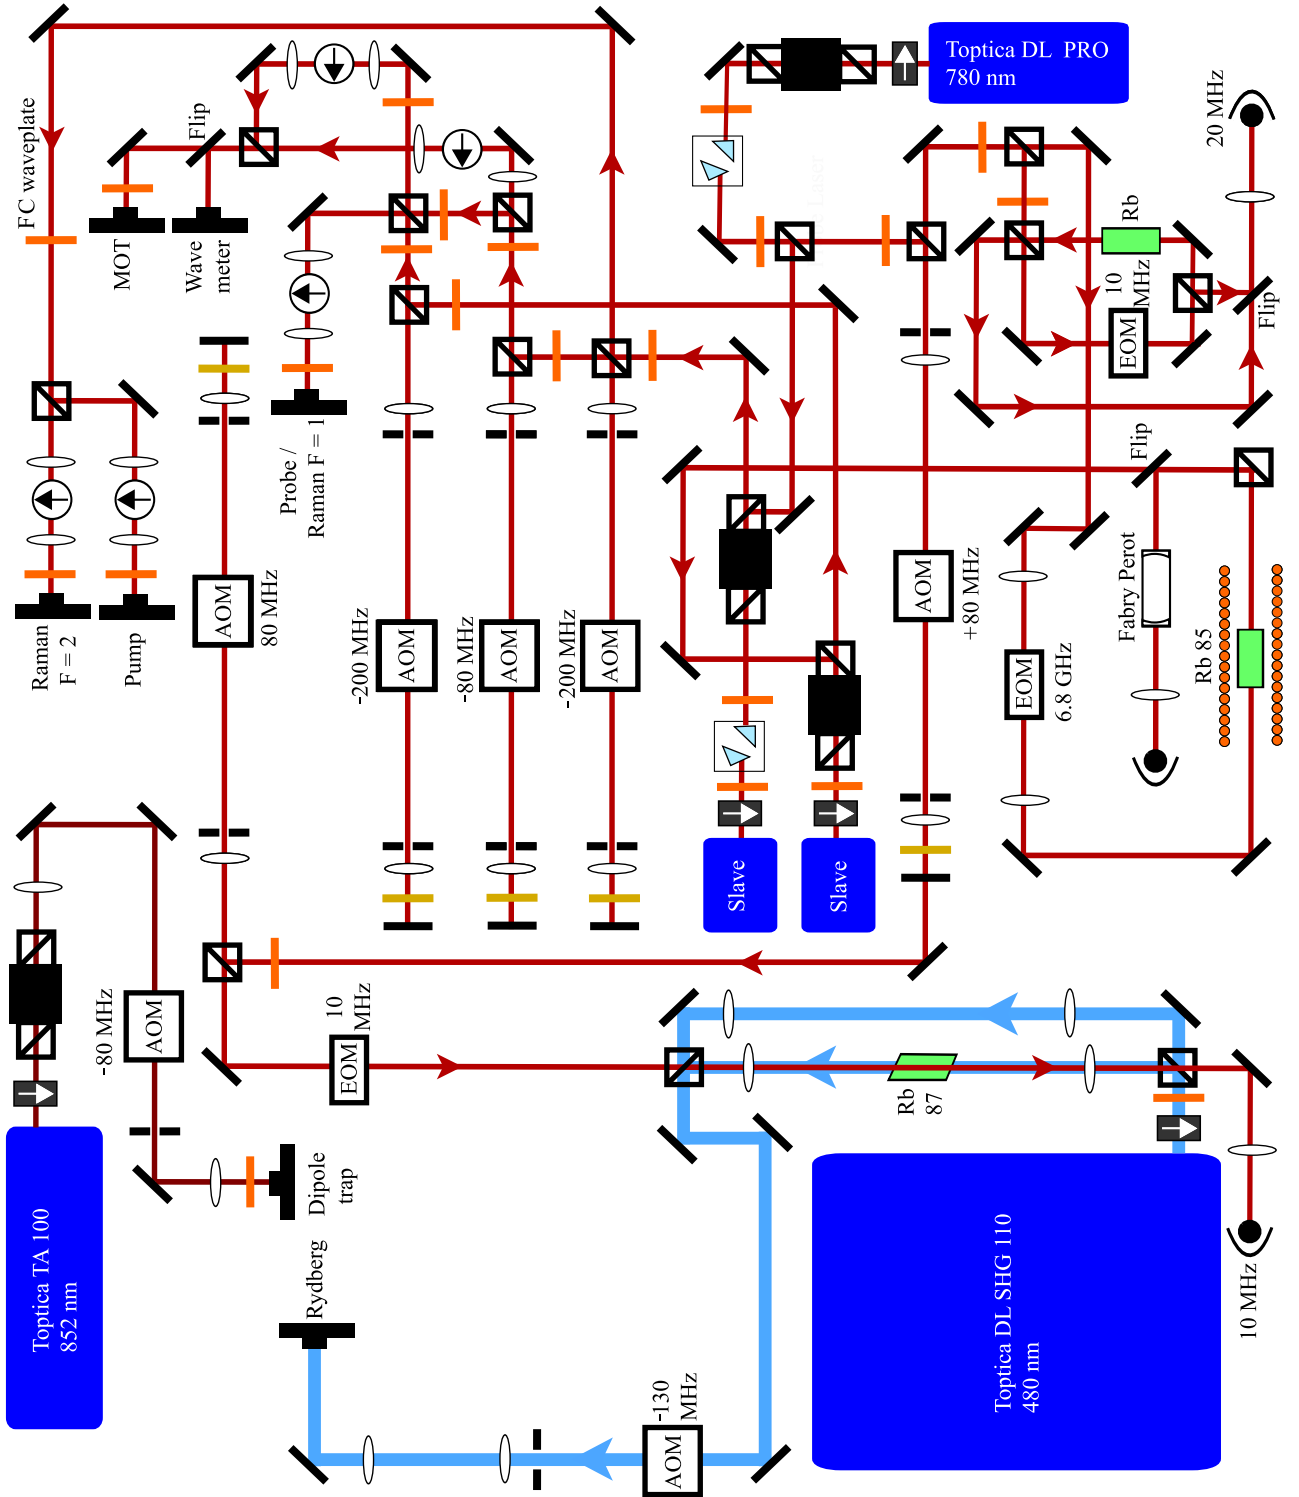 Toptica DL PRO
780 nm
20 MHz
FC waveplate
Flip
MOT
Wave
meter
Rb
10
MHz
EOM
Flip
Probe /
Raman F = 1
Flip
Raman
F = 2
Pump
AOM
80 MHz
-200 MHz
AOM
-80 MHz
AOM
-200 MHz
AOM
AOM
+80 MHz
EOM
6.8 GHz
Fabry Perot
Rb 85
Slave
Slave
-80 MHz
AOM
10
MHz
EOM
Rb
87
Toptica TA 100
852 nm
Dipole
trap
Rydberg
Toptica DL SHG 110
480 nm
10 MHz
-130
MHz
AOM